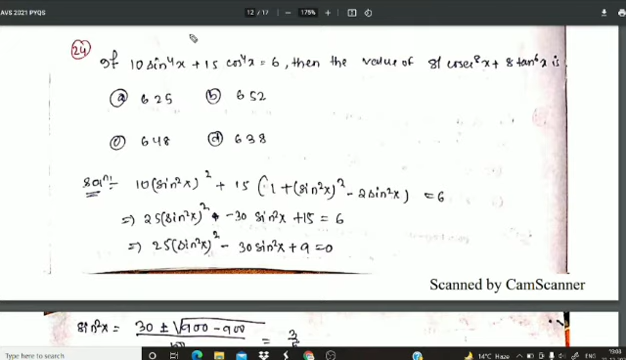 AVS 2021 PYQS
12 / 17 − 175% +
24
If 10 sin⁴x + 15 cos⁴x = 6, then the value of 81 cosec⁸x + 8 tan⁶x is
(a) 625 (b) 652
(c) 648 (d) 638
Solⁿ:- 10(sin²x)² + 15 (1 + (sin²x)² - 2sin²x) = 6
⇒ 25(sin²x)² - 30 sin²x + 15 = 6
⇒ 25(sin²x)² - 30 sin²x + 9 = 0
Scanned by CamScanner
sin²x = 30 ± √900 - 900 = 3
Type here to search
14°C Haze
ENG